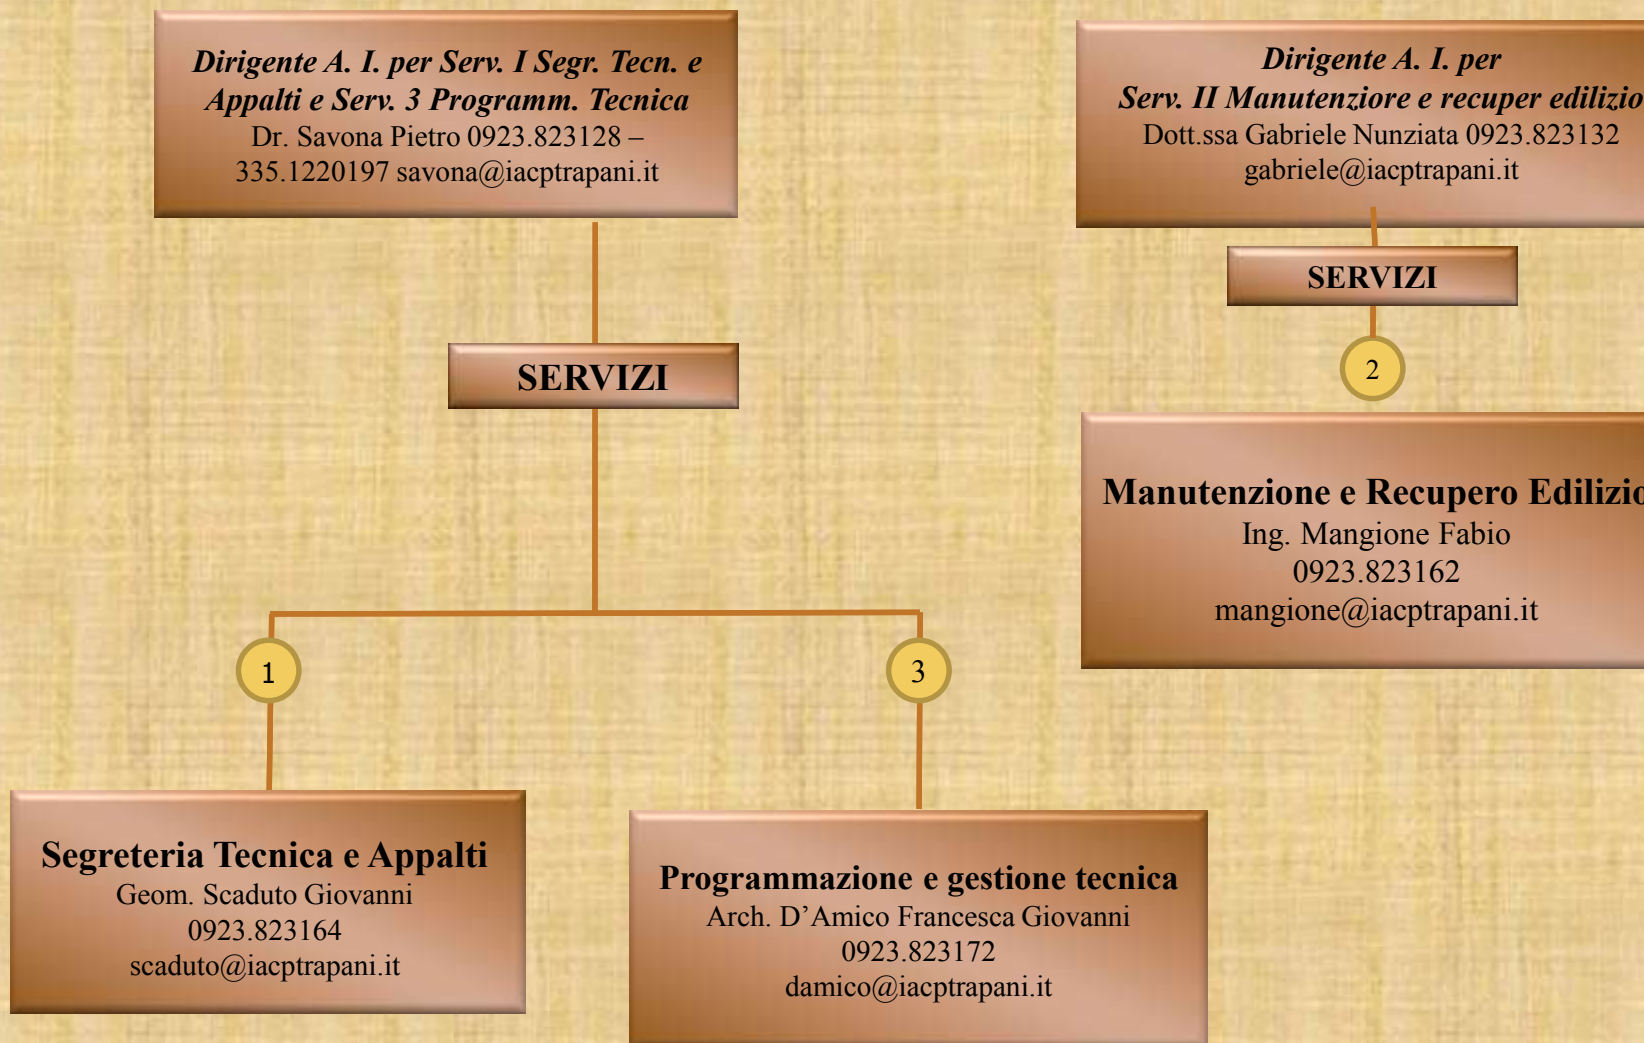 Dirigente A. I. per Serv. I Segr. Tecn. e
Appalti e Serv. 3 Programm. Tecnica
Dr. Savona Pietro 0923.823128 –
335.1220197 savona@iacptrapani.it
Dirigente A. I. per
Serv. II Manutenziore e recuper edilizio
Dott.ssa Gabriele Nunziata 0923.823132
gabriele@iacptrapani.it
SERVIZI
2
Manutenzione e Recupero Edilizio
Ing. Mangione Fabio
0923.823162
mangione@iacptrapani.it
SERVIZI
1
3
Segreteria Tecnica e Appalti
Geom. Scaduto Giovanni
0923.823164
scaduto@iacptrapani.it
Programmazione e gestione tecnica
Arch. D’Amico Francesca Giovanni
0923.823172
damico@iacptrapani.it